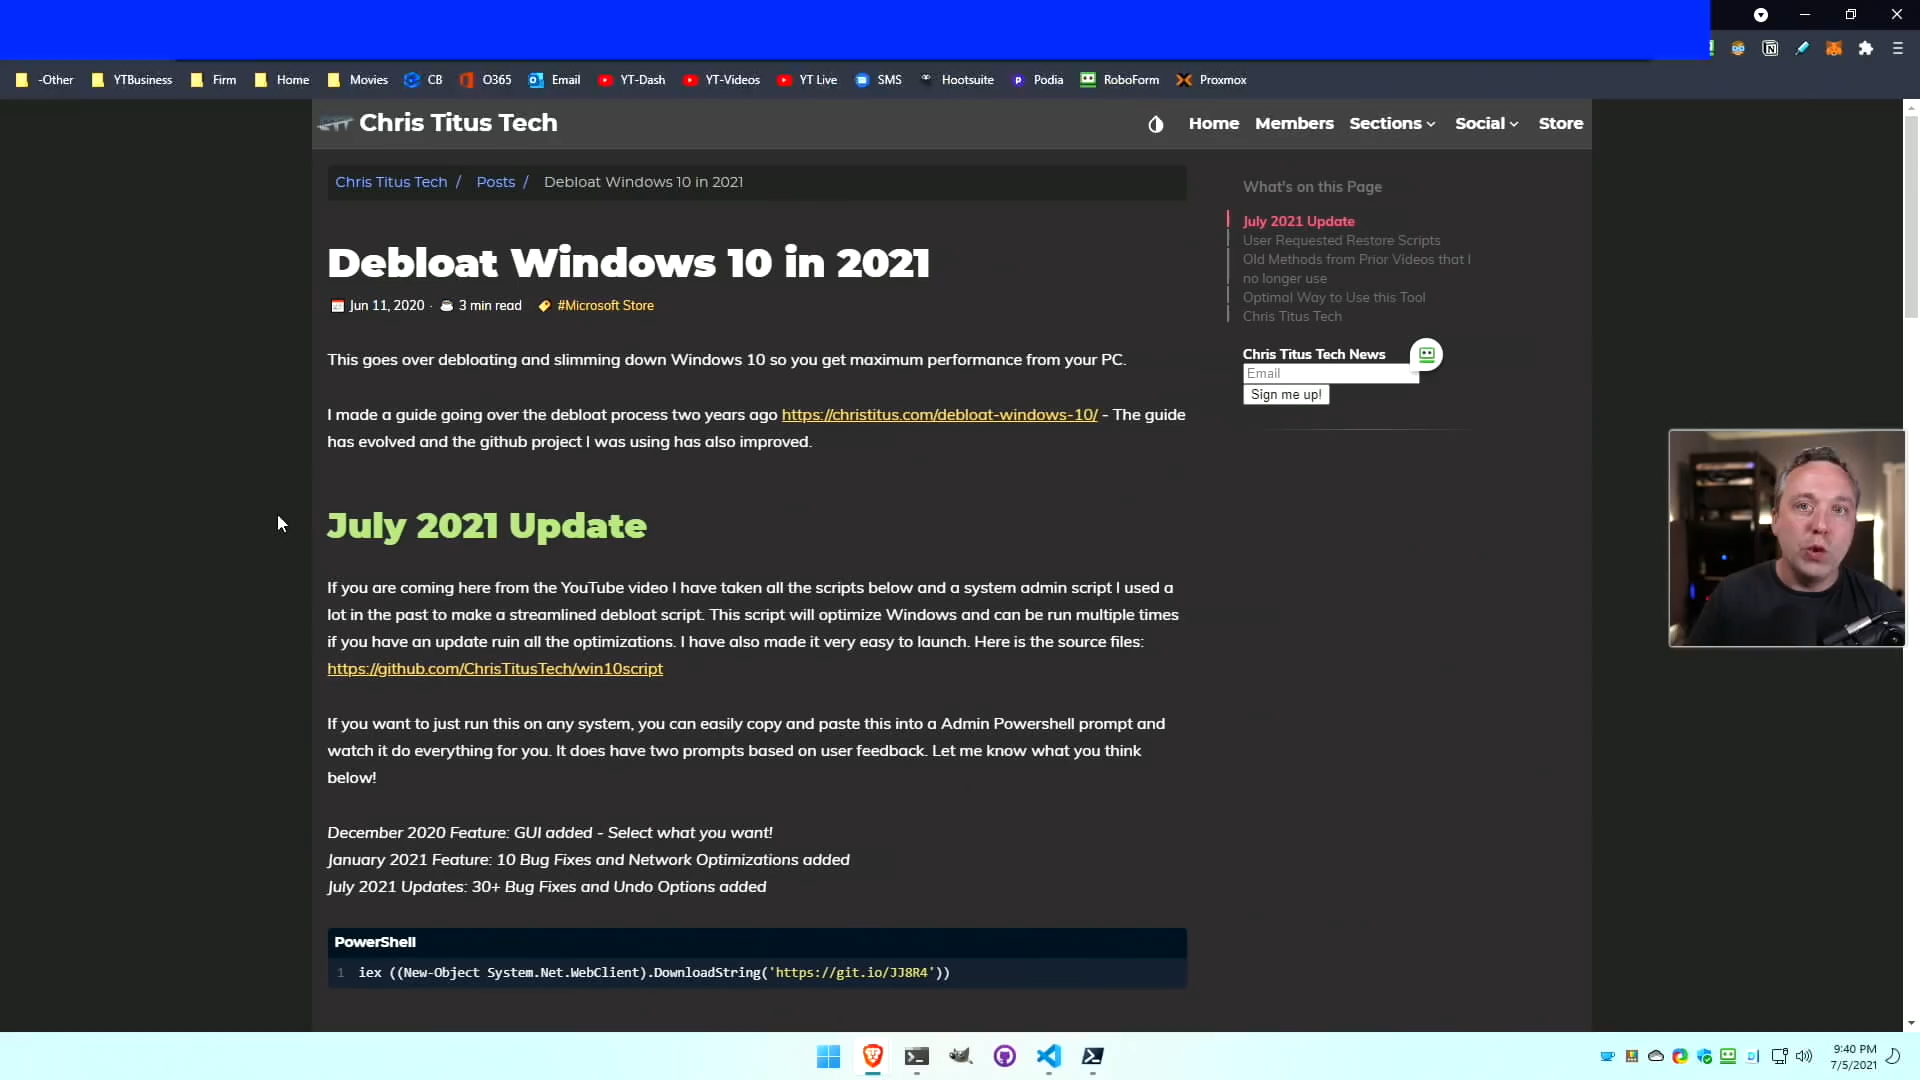 -Other YTBusiness Firm Home Movies CB O365 Email YT-Dash YT-Videos YT Live SMS Hootsuite Podia RoboForm Proxmox
Chris Titus Tech
Home Members Sections Social Store
Chris Titus Tech / Posts / Debloat Windows 10 in 2021
Debloat Windows 10 in 2021
Jun 11, 2020 · 3 min read #Microsoft Store
This goes over debloating and slimming down Windows 10 so you get maximum performance from your PC.
I made a guide going over the debloat process two years ago https://christitus.com/debloat-windows-10/ - The guide
has evolved and the github project I was using has also improved.
July 2021 Update
If you are coming here from the YouTube video I have taken all the scripts below and a system admin script I used a
lot in the past to make a streamlined debloat script. This script will optimize Windows and can be run multiple times
if you have an update ruin all the optimizations. I have also made it very easy to launch. Here is the source files:
https://github.com/ChrisTitusTech/win10script
If you want to just run this on any system, you can easily copy and paste this into a Admin Powershell prompt and
watch it do everything for you. It does have two prompts based on user feedback. Let me know what you think
below!
December 2020 Feature: GUI added - Select what you want!
January 2021 Feature: 10 Bug Fixes and Network Optimizations added
July 2021 Updates: 30+ Bug Fixes and Undo Options added
PowerShell
1 iex ((New-Object System.Net.WebClient).DownloadString('https://git.io/JJ8R4'))
What's on this Page
July 2021 Update
User Requested Restore Scripts
Old Methods from Prior Videos that I
no longer use
Optimal Way to Use this Tool
Chris Titus Tech
Chris Titus Tech News
Email
Sign me up!
9:40 PM
7/5/2021